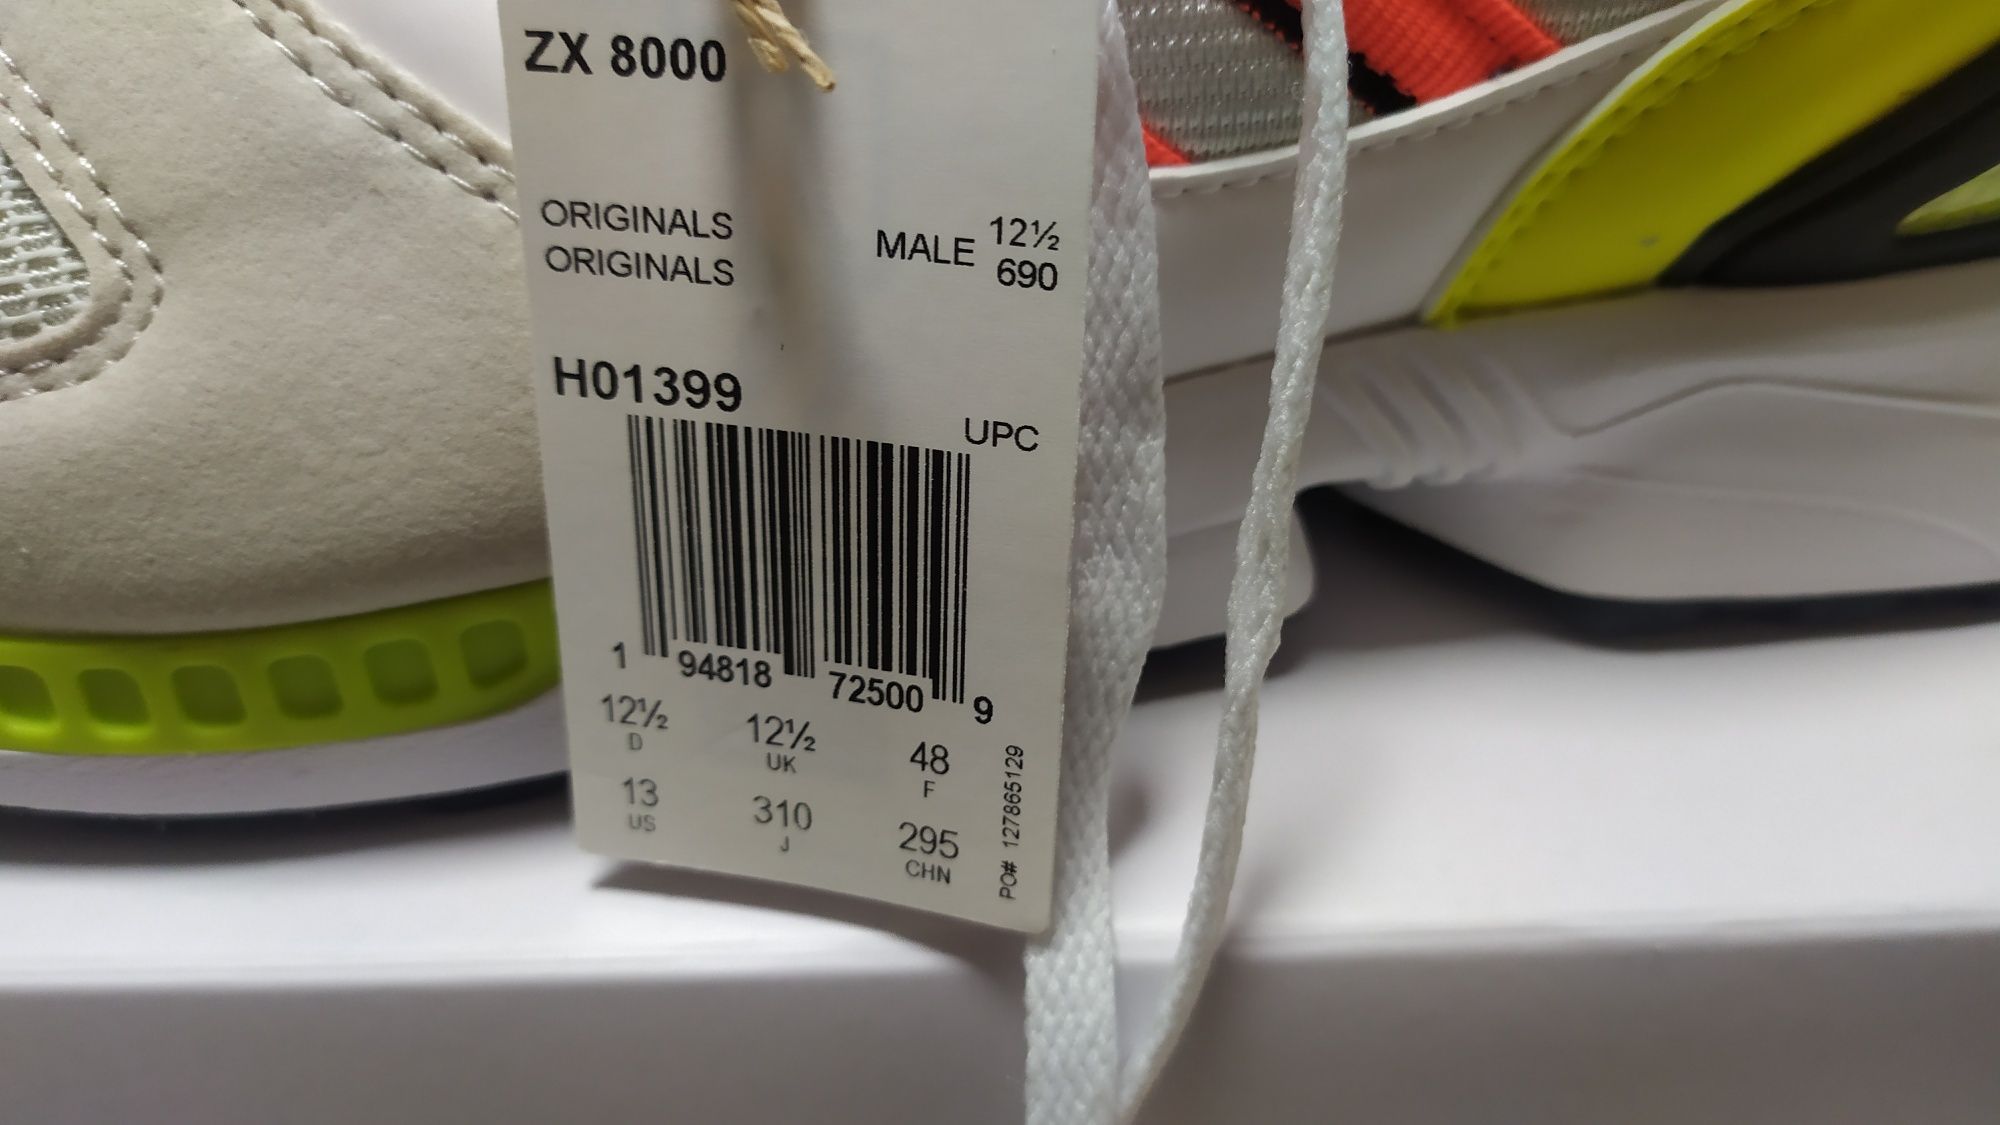 ZX 8000
ORIGINALS
ORIGINALS
MALE 12½
690
H01399
UPC
1 94818 72500 9
12½ 12½ 48
D UK F
13 310 295
US J CHN
PO# 127865129